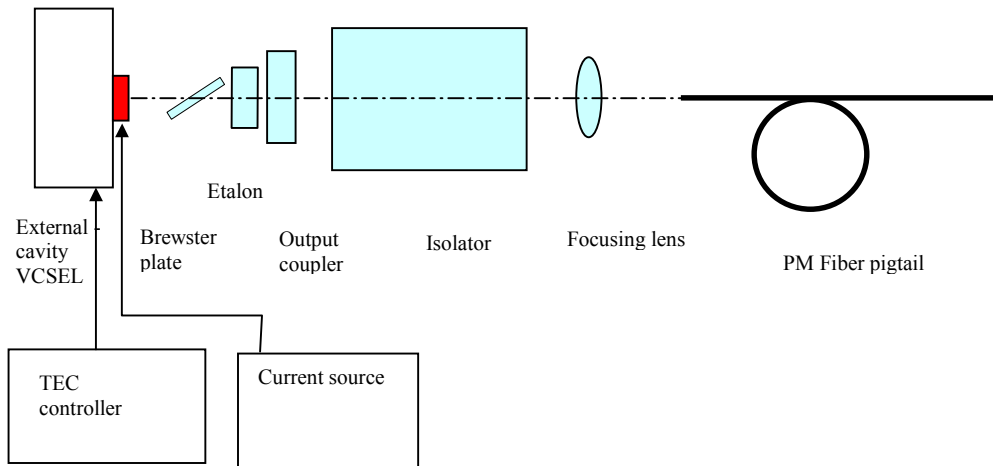 Etalon
External -
cavity
VCSEL
Brewster
plate
Output
coupler
Isolator
Focusing lens
PM Fiber pigtail
TEC
controller
Current source